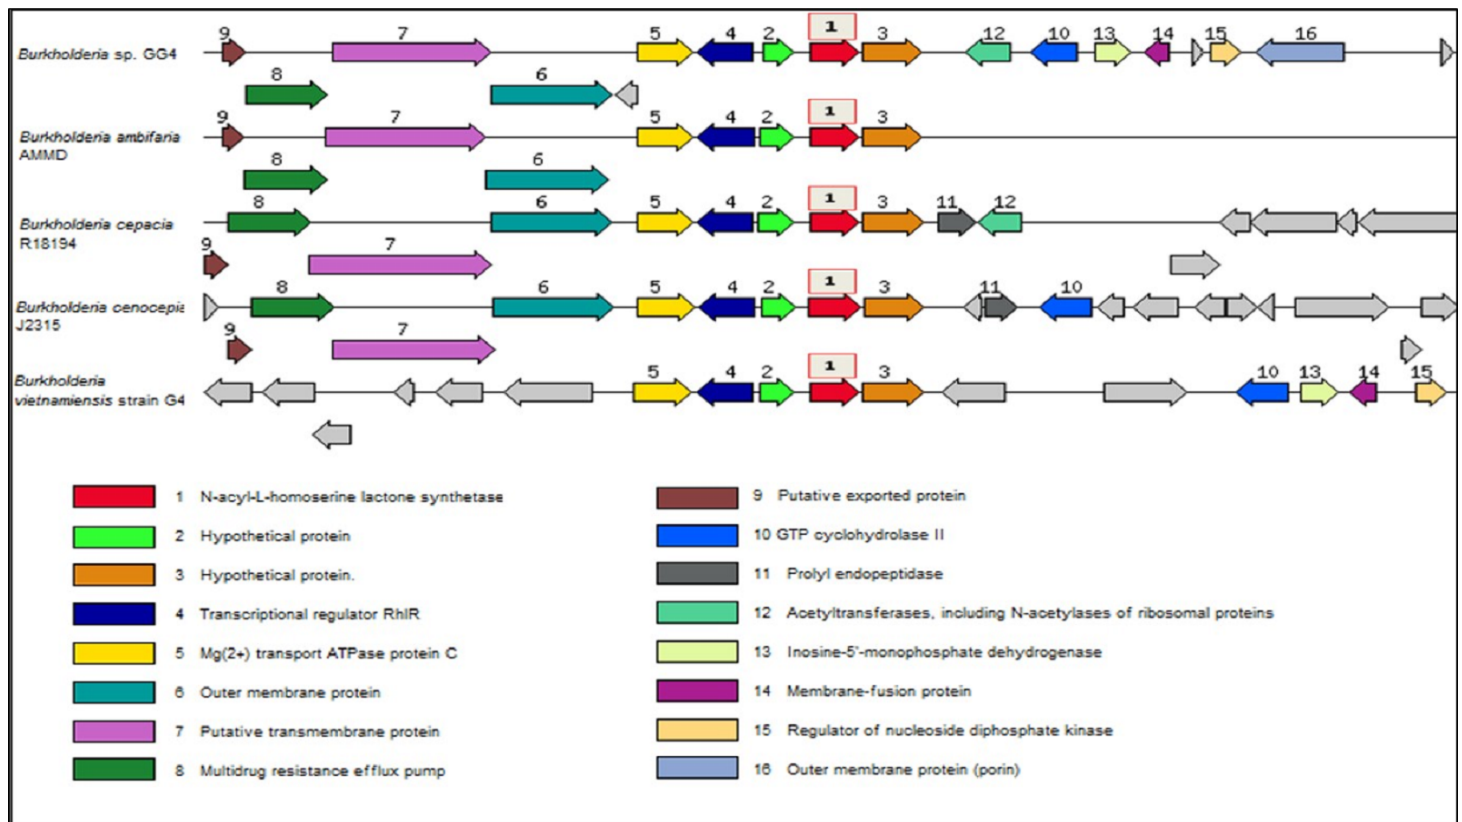 9 7 5 4 2 1 3 12 10 13 14 15 16
Burkholderia sp. GG4
8 6
9 7 5 4 2 1 3
Burkholderia ambifaria
AMMD
8 6
8 6 5 4 2 1 3 11 12
Burkholderia cepacia
R18194
9 7
8 6 5 4 2 1 3 11 10
Burkholderia cenocepia
J2315
9 7
5 4 2 1 3 10 13 14 15
Burkholderia
vietnamiensis strain G4
1 N-acyl-L-homoserine lactone synthetase
2 Hypothetical protein
3 Hypothetical protein.
4 Transcriptional regulator RhlR
5 Mg(2+) transport ATPase protein C
6 Outer membrane protein
7 Putative transmembrane protein
8 Multidrug resistance efflux pump
9 Putative exported protein
10 GTP cyclohydrolase II
11 Prolyl endopeptidase
12 Acetyltransferases, including N-acetylases of ribosomal proteins
13 Inosine-5'-monophosphate dehydrogenase
14 Membrane-fusion protein
15 Regulator of nucleoside diphosphate kinase
16 Outer membrane protein (porin)